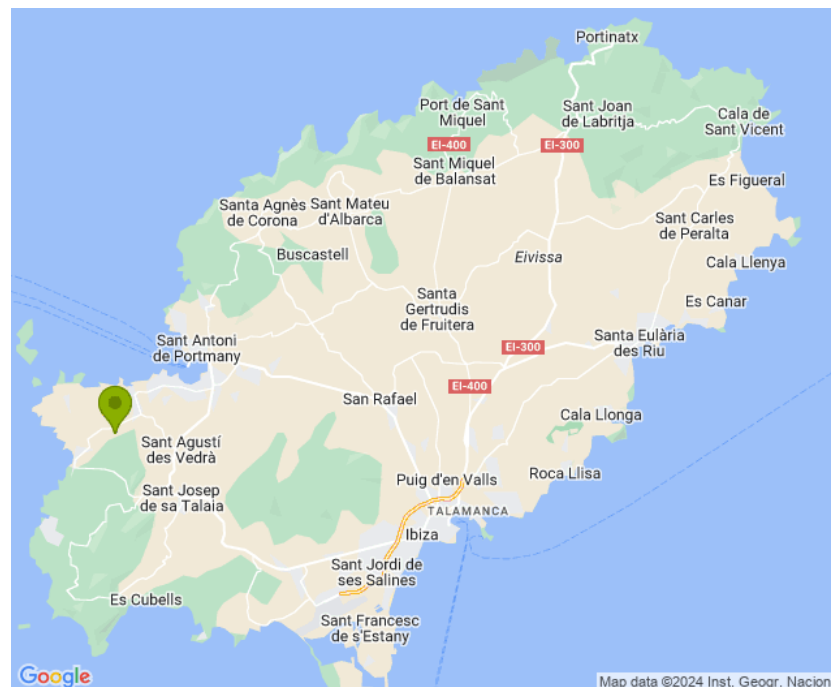 Portinatx
Port de Sant
Miquel
Sant Joan
de Labritja
Cala de
Sant Vicent
EI-400
EI-300
Sant Miquel
de Balansat
Es Figueral
Santa Agnès
de Corona
Sant Mateu
d'Albarca
Sant Carles
de Peralta
Buscastell
Eivissa
Cala Llenya
Santa
Gertrudis
de Fruitera
Es Canar
Sant Antoni
de Portmany
Santa Eulària
des Riu
EI-300
EI-400
San Rafael
Cala Llonga
Sant Agustí
des Vedrà
Puig d'en Valls
Roca Llisa
Sant Josep
de sa Talaia
TALAMANCA
Ibiza
Sant Jordi de
ses Salines
Es Cubells
Sant Francesc
de s'Estany
Google
Map data ©2024 Inst. Geogr. Nacion